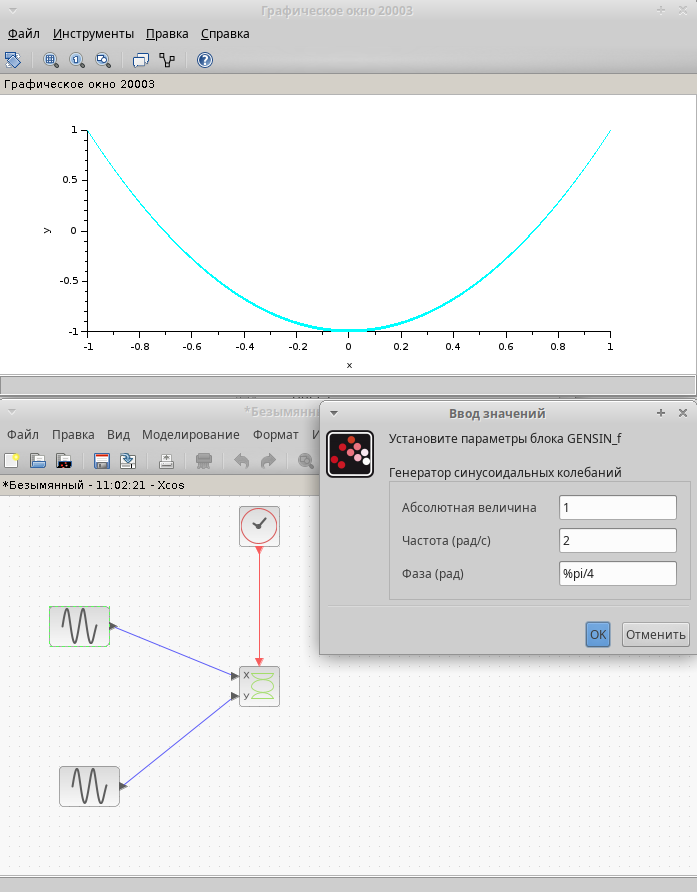 Графическое окно 20003
Файл Инструменты Правка Справка
Графическое окно 20003
1
0.5
0
-0.5
-1
y
-1 -0.8 -0.6 -0.4 -0.2 0 0.2 0.4 0.6 0.8 1
x
*Безымянн
Файл Правка Вид Моделирование Формат И
*Безымянный - 11:02:21 - Xcos
X
y
Ввод значений
Установите параметры блока GENSIN_f
Генератор синусоидальных колебаний
Абсолютная величина 1
Частота (рад/с) 2
Фаза (рад) %pi/4
OK Отменить